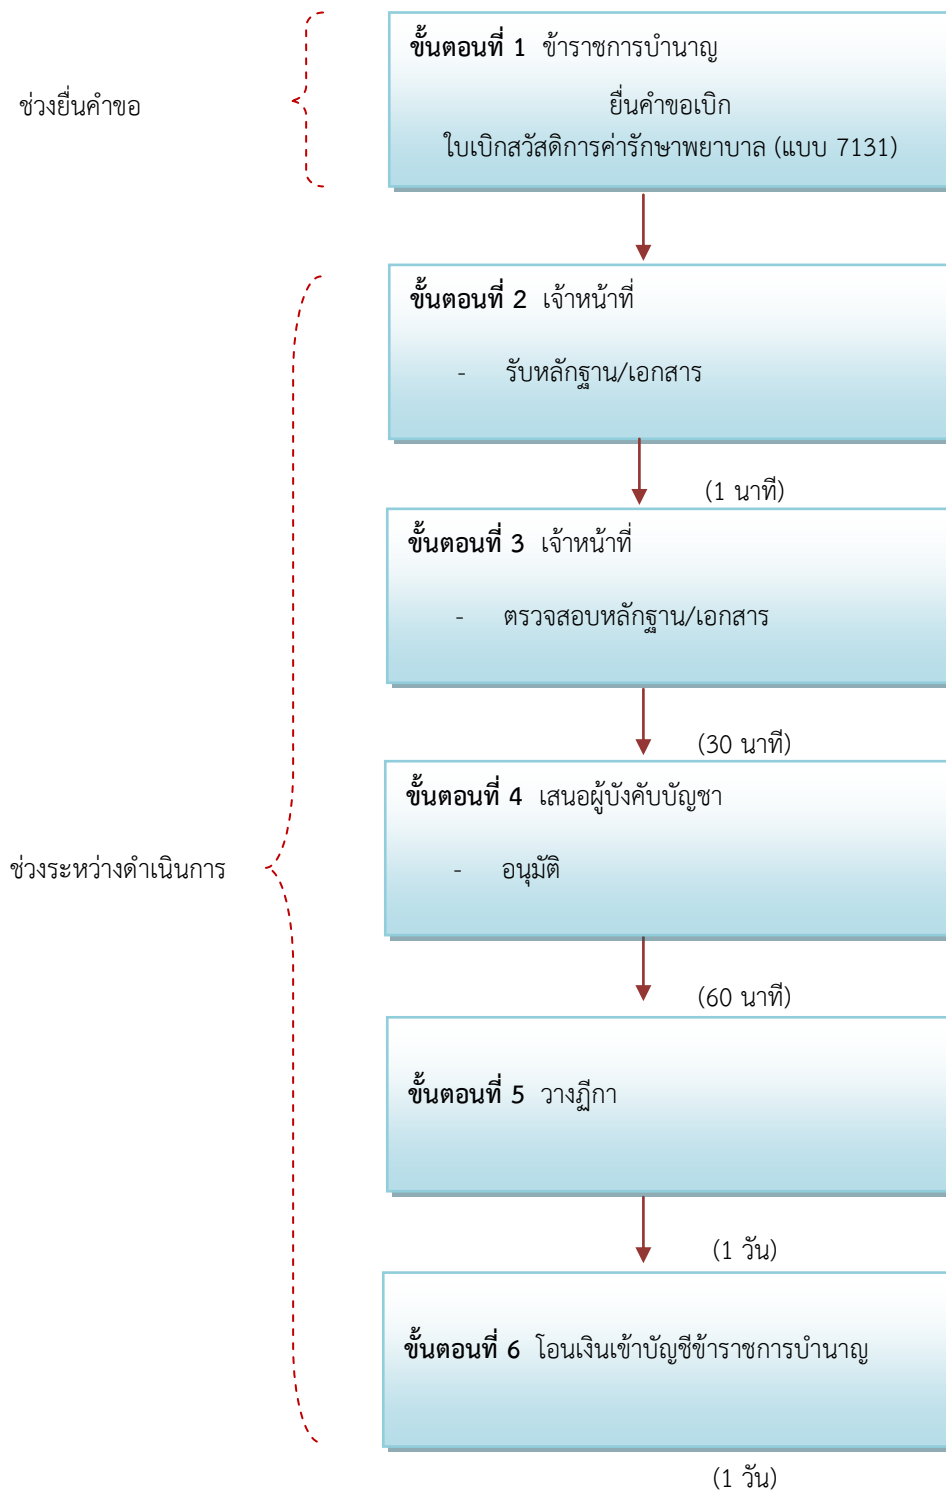 ขั้นตอนที่ 1 ข้าราชการบำนาญ
ช่วงยื่นคำขอ
ยื่นคำขอเบิก
ใบเบิกสวัสดิการค่ารักษาพยาบาล (แบบ 7131)
ขั้นตอนที่ 2 เจ้าหน้าที่
- รับหลักฐาน/เอกสาร
(1 นาที)
ขั้นตอนที่ 3 เจ้าหน้าที่
- ตรวจสอบหลักฐาน/เอกสาร
(30 นาที)
ขั้นตอนที่ 4 เสนอผู้บังคับบัญชา
ช่วงระหว่างดำเนินการ
- อนุมัติ
(60 นาที)
ขั้นตอนที่ 5 วางฎีกา
(1 วัน)
ขั้นตอนที่ 6 โอนเงินเข้าบัญชีข้าราชการบำนาญ
(1 วัน)